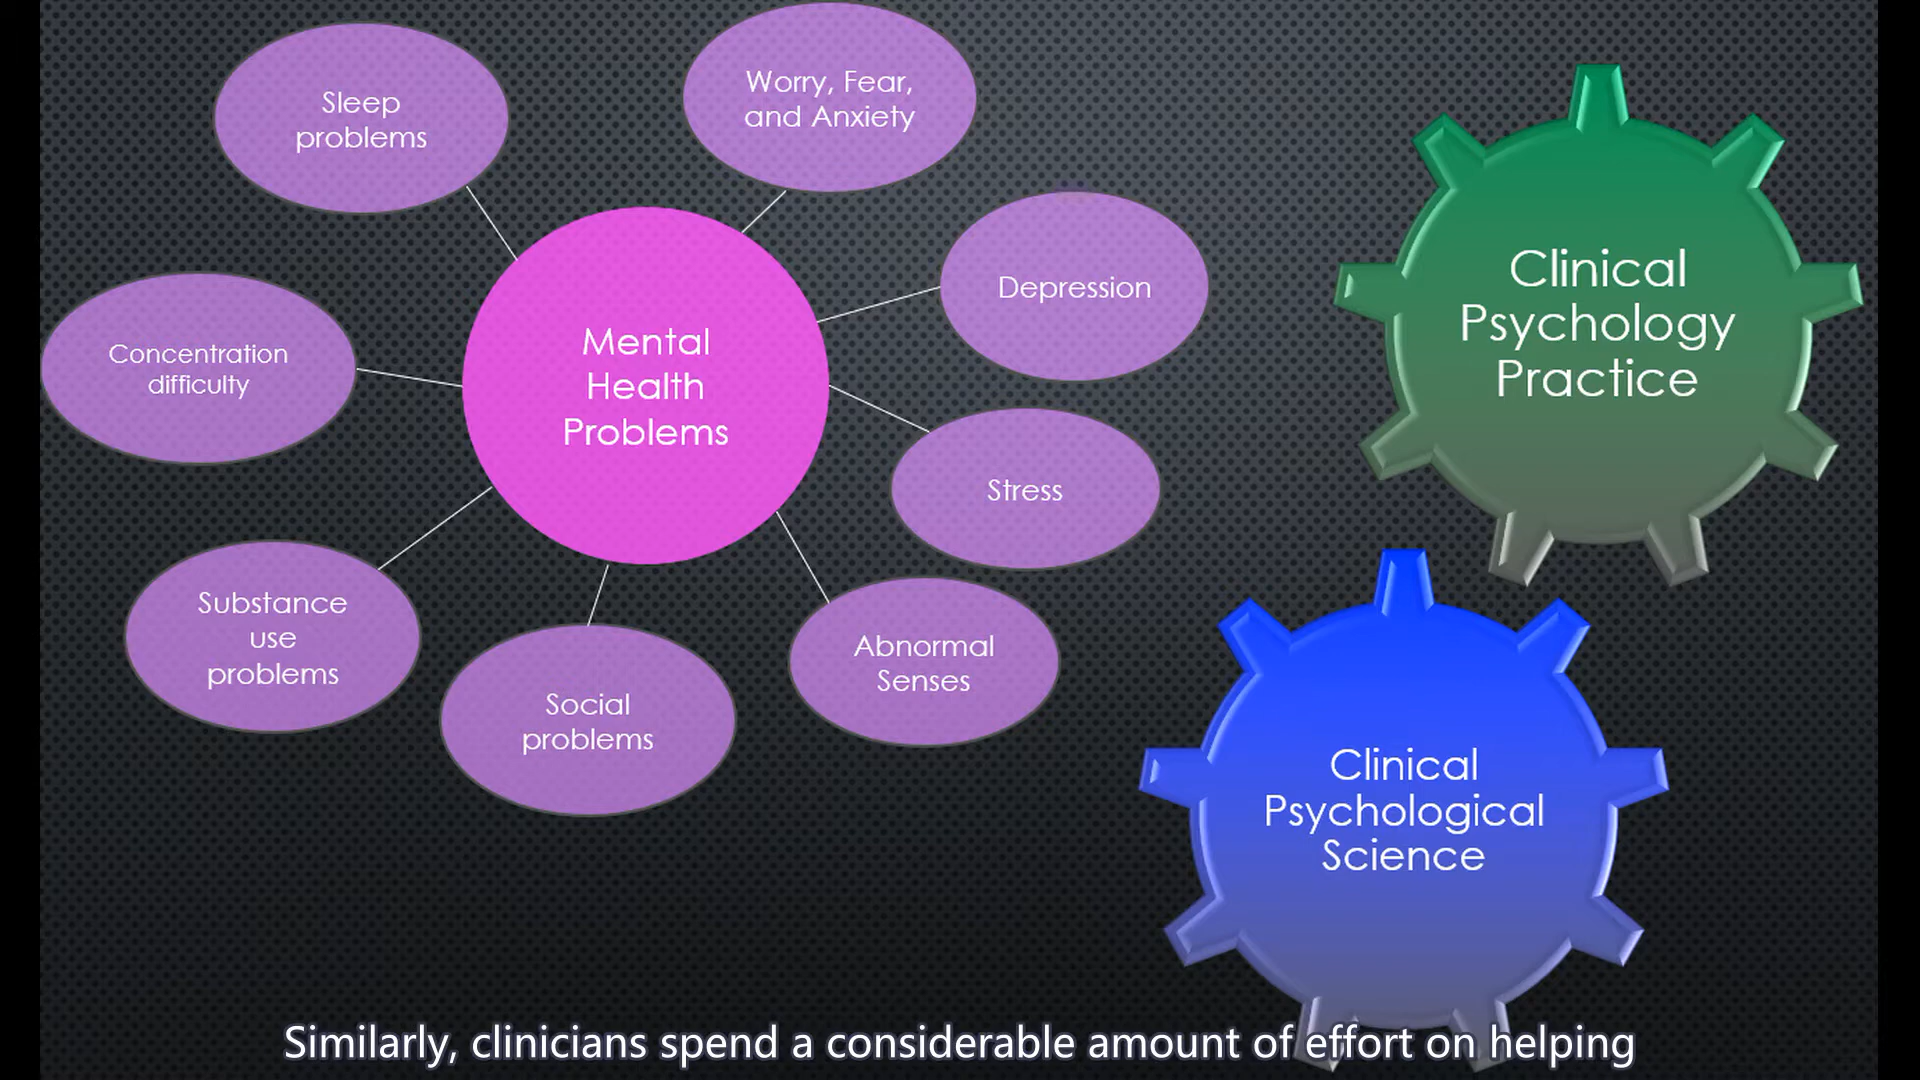 Sleep
problems
Worry, Fear,
and Anxiety
Depression
Concentration
difficulty
Mental
Health
Problems
Stress
Substance
use
problems
Social
problems
Abnormal
Senses
Clinical
Psychology
Practice
Clinical
Psychological
Science
Similarly, clinicians spend a considerable amount of effort on helping